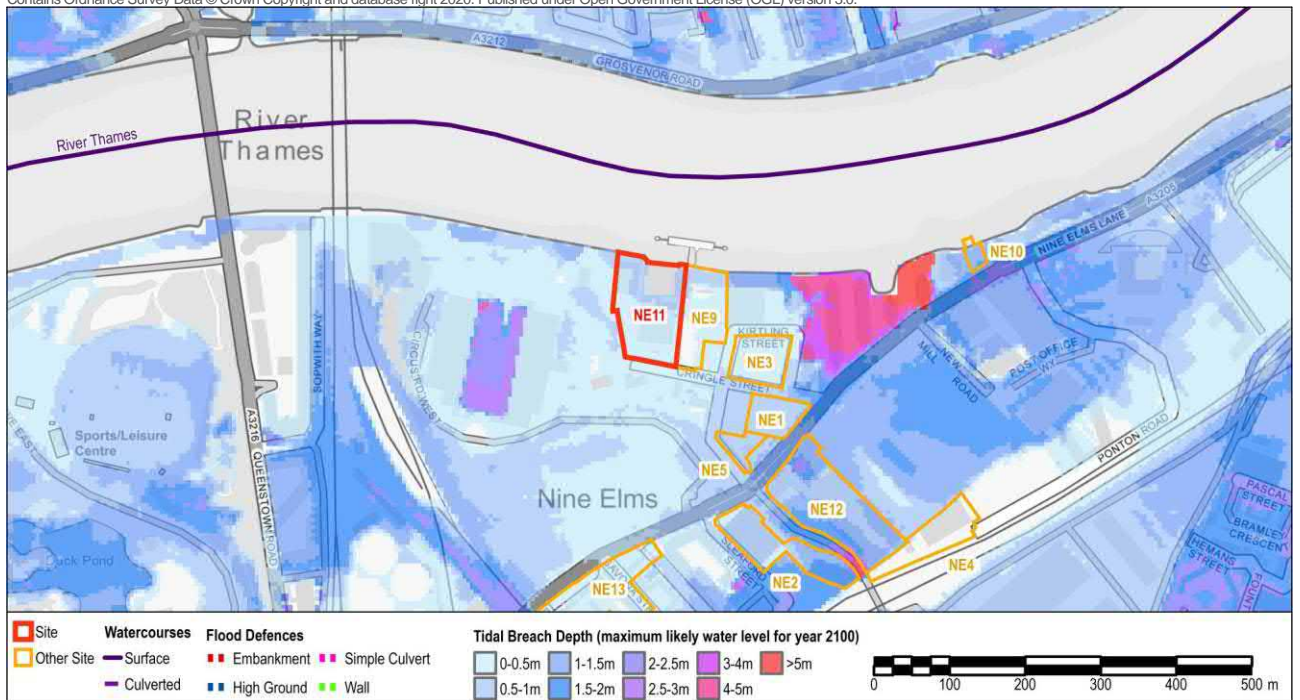 Contains Ordnance Survey Data © Crown Copyright and database right 2020. Published under Open Government License (OGL) version 3.0.
A3212
GROSVENOR ROAD
River
Thames
River Thames
A3205
NINE ELMS LANE
NE10
SOPWITH WAY
CIRCUS RD WEST
NE11
NE9
KIRTLING
STREET
NE3
CRINGLE STREET
NEW
MILL
ROAD
POST OFFICE
WY
NE1
PONTON ROAD
Sports/Leisure
Centre
A3216 QUEENSTOWN ROAD
NE5
Nine Elms
NE12
PASCAL
STREET
BRAMLEY
CRESCENT
HEMANS
STREET
Duck Pond
NE4
NE2
NE13
Site
Other Site
Watercourses
Surface
Culverted
Flood Defences
Embankment
Simple Culvert
High Ground
Wall
Tidal Breach Depth (maximum likely water level for year 2100)
0-0.5m
1-1.5m
2-2.5m
3-4m
>5m
0.5-1m
1.5-2m
2.5-3m
4-5m
0 100 200 300 400 500 m